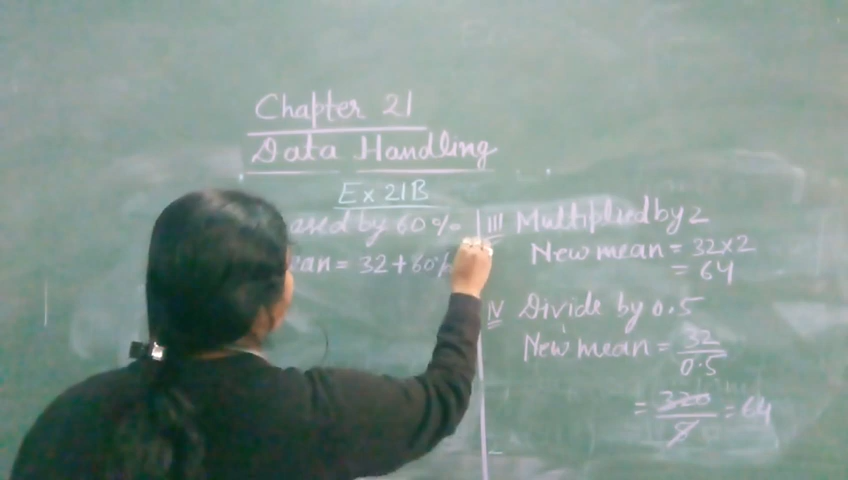 Chapter 21
Data Handling
Ex 21B
ased by 60%
ean = 32 + 60%
III Multiplied by 2
New mean = 32×2
= 64
IV Divide by 0.5
New mean = 32/0.5
= 320/5 = 64